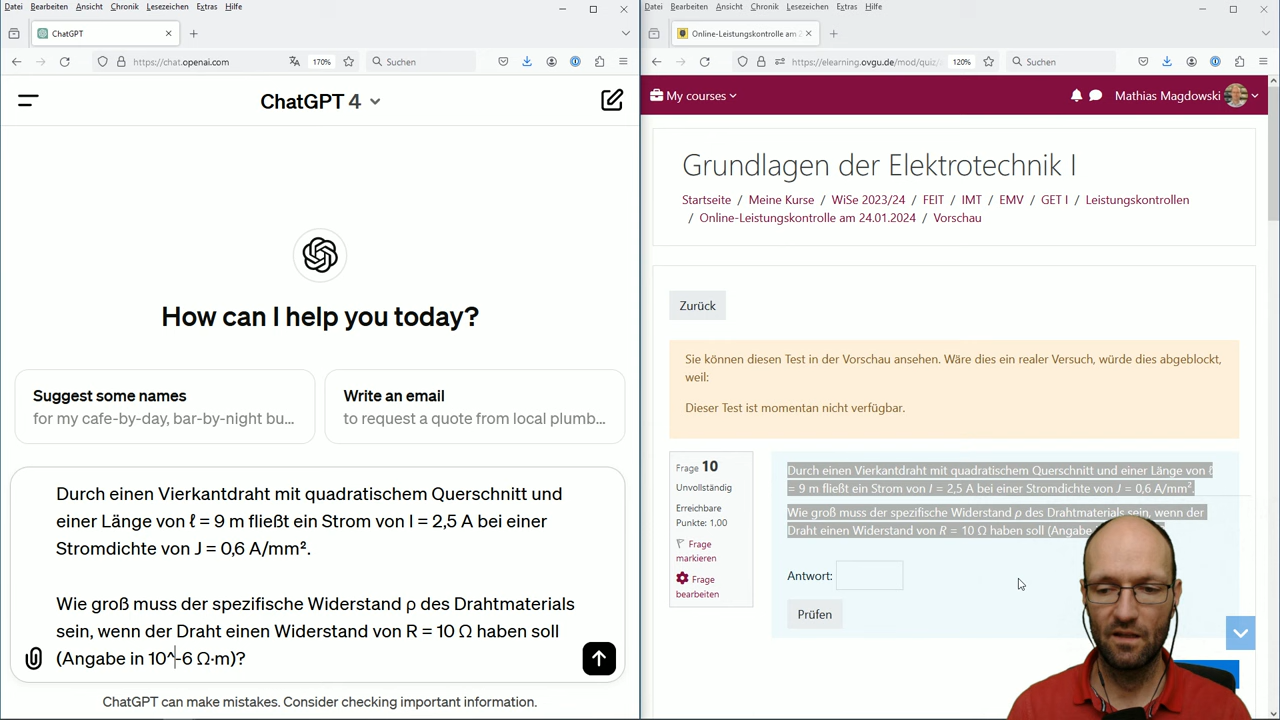 Datei Bearbeiten Ansicht Chronik Lesezeichen Extras Hilfe
ChatGPT
https://chat.openai.com
170%
Suchen
ChatGPT 4
How can I help you today?
Suggest some names
for my cafe-by-day, bar-by-night bu...
Write an email
to request a quote from local plumb...
Durch einen Vierkantdraht mit quadratischem Querschnitt und
einer Länge von ℓ = 9 m fließt ein Strom von I = 2,5 A bei einer
Stromdichte von J = 0,6 A/mm².
Wie groß muss der spezifische Widerstand ρ des Drahtmaterials
sein, wenn der Draht einen Widerstand von R = 10 Ω haben soll
(Angabe in 10^-6 Ω·m)?
ChatGPT can make mistakes. Consider checking important information.
Datei Bearbeiten Ansicht Chronik Lesezeichen Extras Hilfe
Online-Leistungskontrolle am
https://elearning.ovgu.de/mod/quiz/
120%
Suchen
My courses
Mathias Magdowski
Grundlagen der Elektrotechnik I
Startseite / Meine Kurse / WiSe 2023/24 / FEIT / IMT / EMV / GET I / Leistungskontrollen
/ Online-Leistungskontrolle am 24.01.2024 / Vorschau
Zurück
Sie können diesen Test in der Vorschau ansehen. Wäre dies ein realer Versuch, würde dies abgeblockt,
weil:
Dieser Test ist momentan nicht verfügbar.
Frage 10
Unvollständig
Erreichbare
Punkte: 1,00
Frage
markieren
Frage
bearbeiten
Durch einen Vierkantdraht mit quadratischem Querschnitt und einer Länge von ℓ
= 9 m fließt ein Strom von I = 2,5 A bei einer Stromdichte von J = 0,6 A/mm².
Wie groß muss der spezifische Widerstand ρ des Drahtmaterials sein, wenn der
Draht einen Widerstand von R = 10 Ω haben soll (Angabe
Antwort:
Prüfen